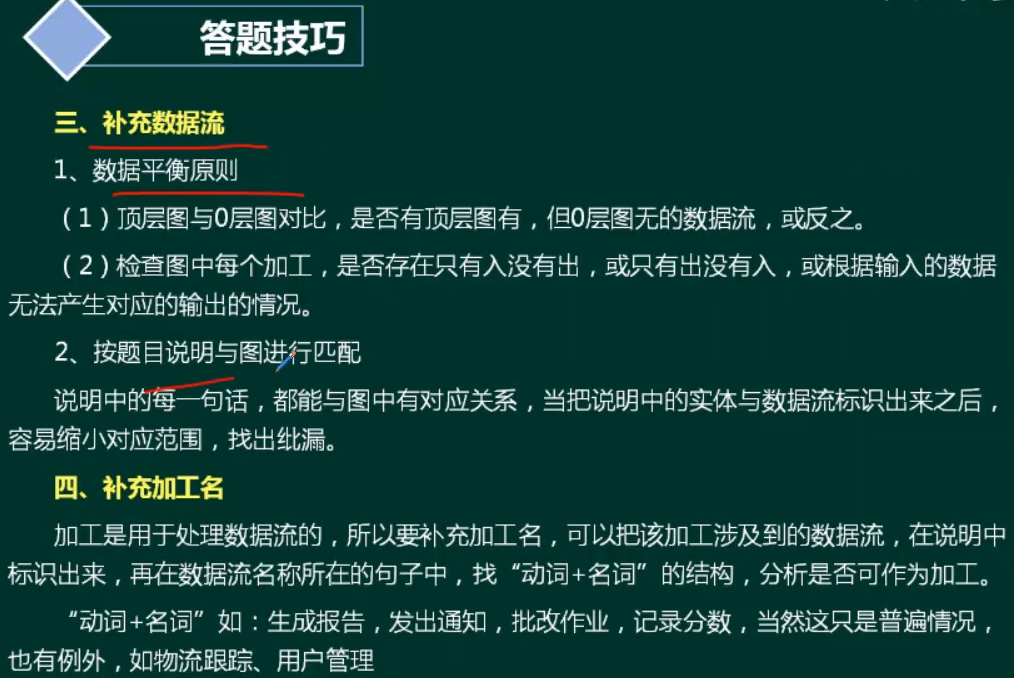 答题技巧
三、补充数据流
1、数据平衡原则
（1）顶层图与0层图对比，是否有顶层图有，但0层图无的数据流，或反之。
（2）检查图中每个加工，是否存在只有入没有出，或只有出没有入，或根据输入的数据
无法产生对应的输出的情况。
2、按题目说明与图进行匹配
说明中的每一句话，都能与图中有对应关系，当把说明中的实体与数据流标识出来之后，
容易缩小对应范围，找出纰漏。
四、补充加工名
加工是用于处理数据流的，所以要补充加工名，可以把该加工涉及到的数据流，在说明中
标识出来，再在数据流名称所在的句子中，找“动词+名词”的结构，分析是否可作为加工。
“动词+名词”如：生成报告，发出通知，批改作业，记录分数，当然这只是普遍情况，
也有例外，如物流跟踪、用户管理